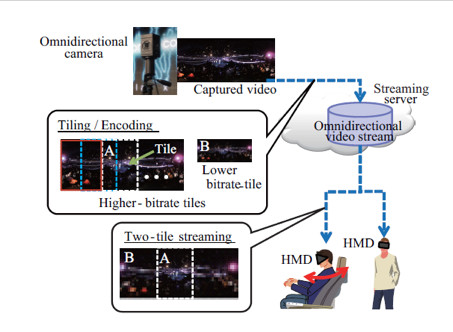 Omnidirectional
camera
Captured video
Streaming
server
Omnidirectional
video stream
Tiling / Encoding
A
Tile
B
Lower
bitrate-tile
Higher- bitrate tiles
Two-tile streaming
B
A
HMD
HMD